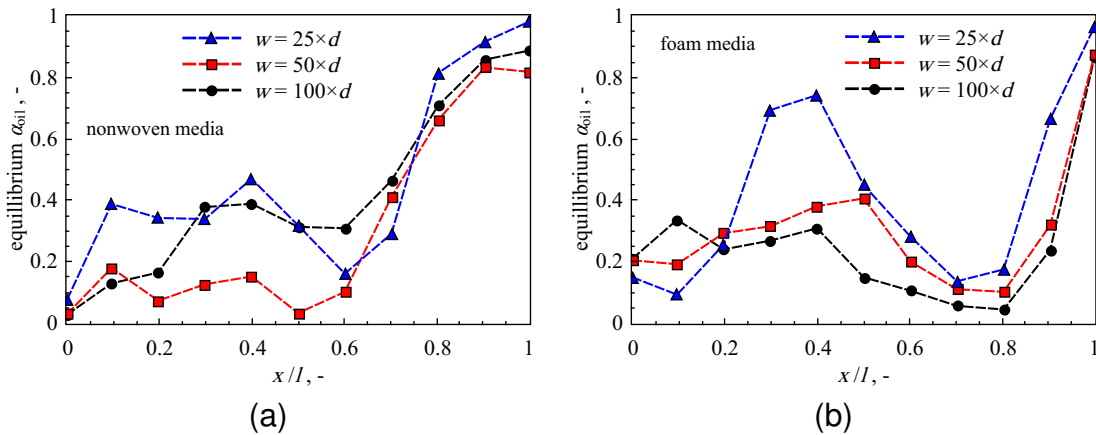 equillibrium αoil, -
1
0.8
0.6
0.4
0.2
0
w = 25×d
w = 50×d
w = 100×d
nonwoven media
0 0.2 0.4 0.6 0.8 1
x/l, -
(a)
equillibrium αoil, -
1
0.8
0.6
0.4
0.2
0
foam media
w = 25×d
w = 50×d
w = 100×d
0 0.2 0.4 0.6 0.8 1
x/l, -
(b)